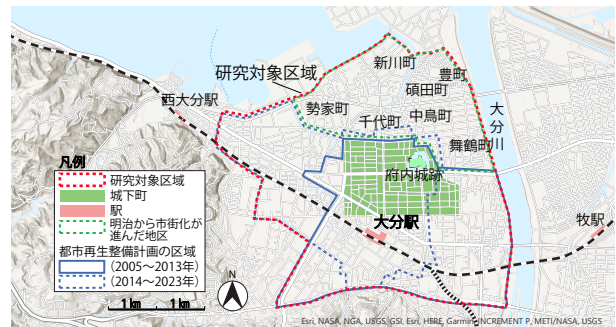 新川町
豊町
研究対象区域
碩田町
西大分駅
勢家町
中島町
千代町
大分川
舞鶴町
府内城跡
凡例
研究対象区域
城下町
駅
明治から市街化が
進んだ地区
都市再生整備計画の区域
(2005〜2013年)
(2014〜2023年)
大分駅
牧駅
N
1 km 1 km
Esri, NASA, NGA, USGS, GSI, Esri, HERE, Garmin, INCREMENT P, METI/NASA, USGS